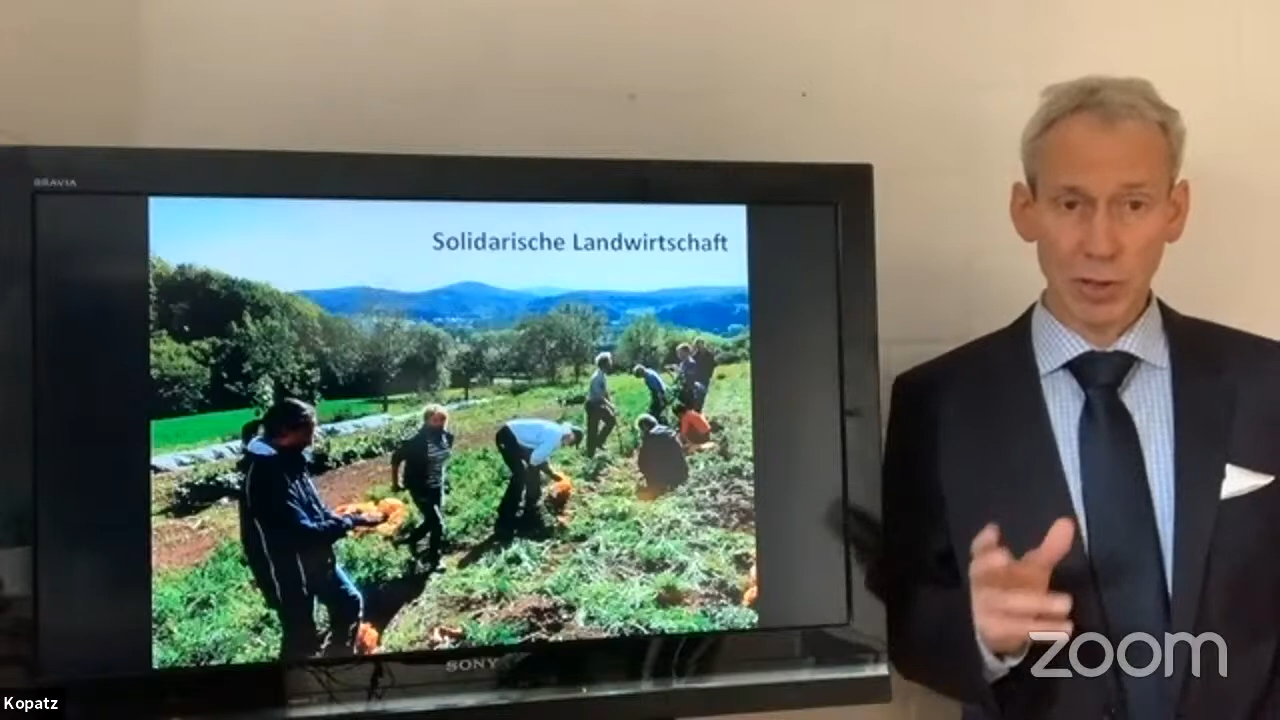 BRAVIA
Solidarische Landwirtschaft
SONY
zoom
Kopatz